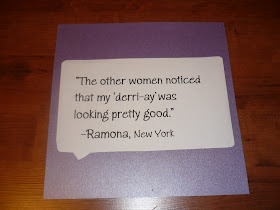 "The other women noticed
that my 'derri-ay' was
looking pretty good."
-Ramona, New York